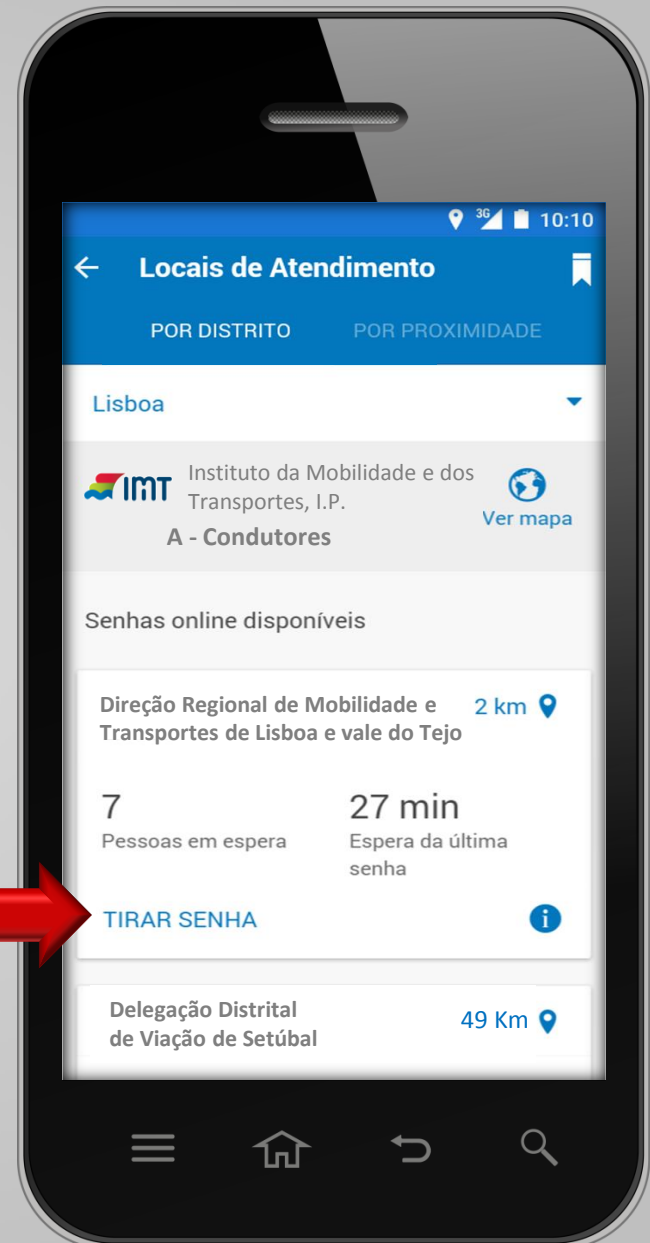 3G 10:10
Locais de Atendimento
POR DISTRITO POR PROXIMIDADE
Lisboa
IMT
Instituto da Mobilidade e dos
Transportes, I.P.
A - Condutores
Ver mapa
Senhas online disponíveis
Direção Regional de Mobilidade e
Transportes de Lisboa e vale do Tejo
2 km
7
Pessoas em espera
27 min
Espera da última
senha
TIRAR SENHA
i
Delegação Distrital
de Viação de Setúbal
49 Km